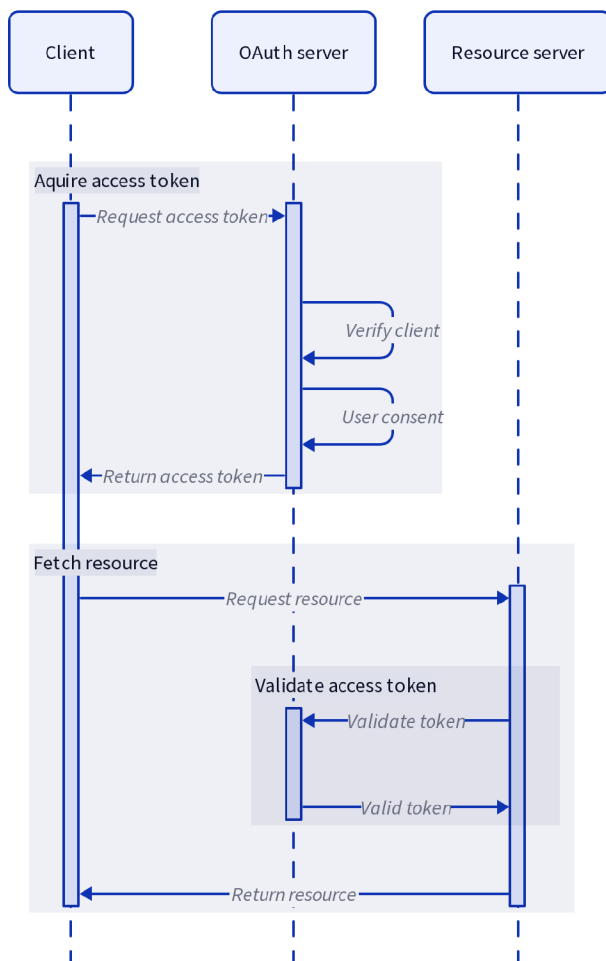 Client
OAuth server
Resource server
Aquire access token
Request access token
Verify client
User consent
Return access token
Fetch resource
Request resource
Validate access token
Validate token
Valid token
Return resource